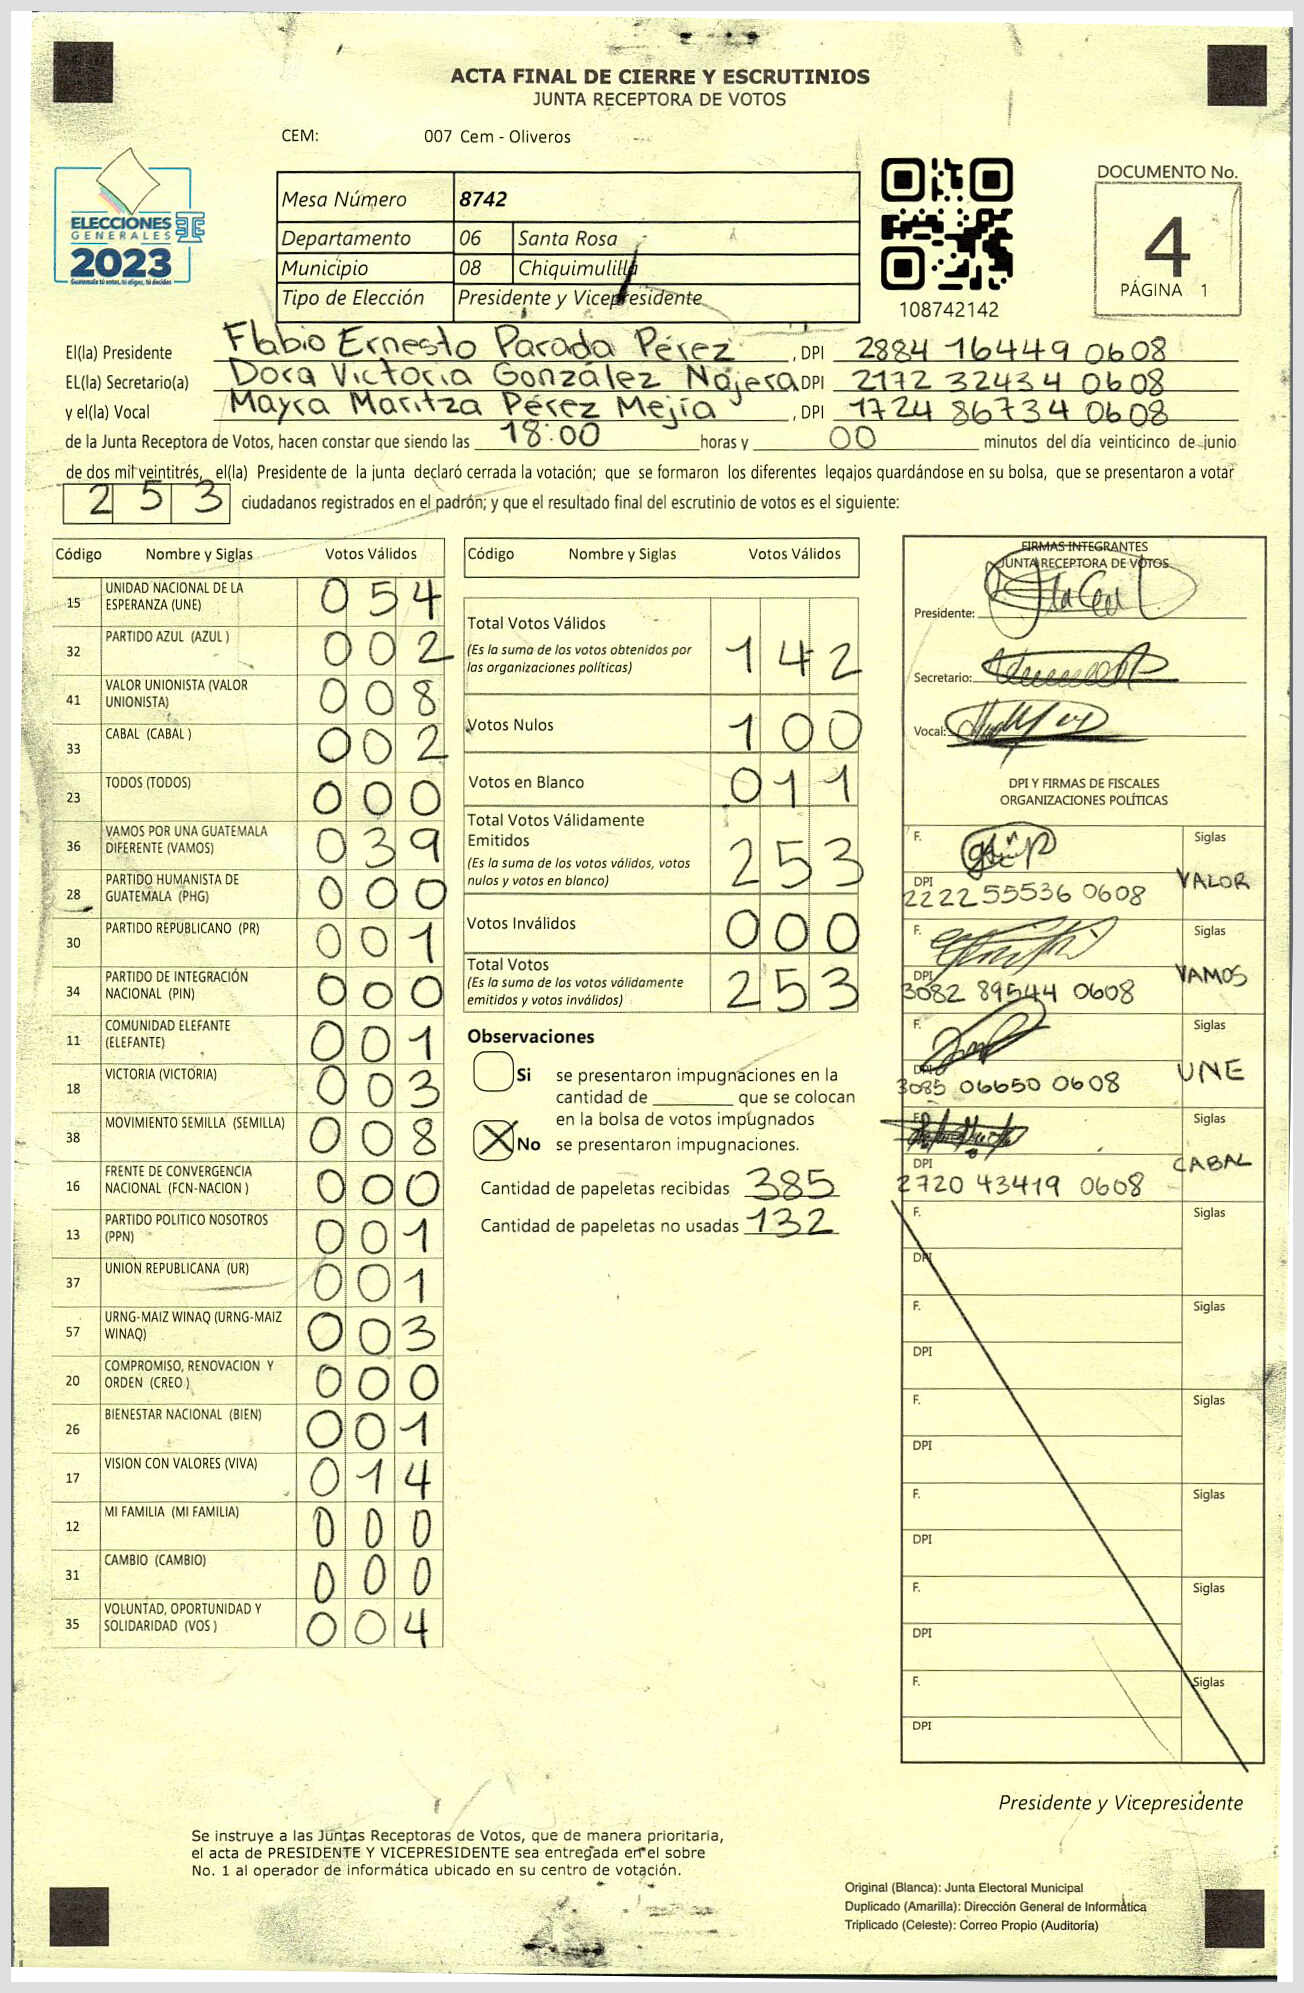 ACTA FINAL DE CIERRE Y ESCRUTINIOS
JUNTA RECEPTORA DE VOTOS
CEM: 007 Cem - Oliveros
ELECCIONES
GENERALES
2023
Guatemala tú votas, tú eliges, tú decides
Mesa Número 8742
Departamento 06 Santa Rosa
Municipio 08 Chiquimulilla
Tipo de Elección Presidente y Vicepresidente
108742142
DOCUMENTO No.
4
PÁGINA 1
El(la) Presidente Flabio Ernesto Parada Pérez , DPI 2884 16449 0608
EL(la) Secretario(a) Dora Victoria González Najera DPI 2172 32434 0608
y el(la) Vocal Mayra Maritza Pérez Mejía , DPI 1724 86734 0608
de la Junta Receptora de Votos, hacen constar que siendo las 18:00 horas y 00 minutos del día veinticinco de junio
de dos mil veintitrés, el(la) Presidente de la junta declaró cerrada la votación; que se formaron los diferentes legajos guardándose en su bolsa, que se presentaron a votar
253 ciudadanos registrados en el padrón; y que el resultado final del escrutinio de votos es el siguiente:
Código Nombre y Siglas Votos Válidos
15 UNIDAD NACIONAL DE LA ESPERANZA (UNE) 054
32 PARTIDO AZUL (AZUL ) 002
41 VALOR UNIONISTA (VALOR UNIONISTA) 008
33 CABAL (CABAL ) 002
23 TODOS (TODOS) 000
36 VAMOS POR UNA GUATEMALA DIFERENTE (VAMOS) 039
28 PARTIDO HUMANISTA DE GUATEMALA (PHG) 000
30 PARTIDO REPUBLICANO (PR) 001
34 PARTIDO DE INTEGRACIÓN NACIONAL (PIN) 000
11 COMUNIDAD ELEFANTE (ELEFANTE) 001
18 VICTORIA (VICTORIA) 003
38 MOVIMIENTO SEMILLA (SEMILLA) 008
16 FRENTE DE CONVERGENCIA NACIONAL (FCN-NACION ) 000
13 PARTIDO POLITICO NOSOTROS (PPN) 001
37 UNION REPUBLICANA (UR) 001
57 URNG-MAIZ WINAQ (URNG-MAIZ WINAQ) 003
20 COMPROMISO, RENOVACION Y ORDEN (CREO ) 000
26 BIENESTAR NACIONAL (BIEN) 001
17 VISION CON VALORES (VIVA) 014
12 MI FAMILIA (MI FAMILIA) 000
31 CAMBIO (CAMBIO) 000
35 VOLUNTAD, OPORTUNIDAD Y SOLIDARIDAD (VOS ) 004
Código Nombre y Siglas Votos Válidos
Total Votos Válidos 142
(Es la suma de los votos obtenidos por
las organizaciones políticas)
Votos Nulos 100
Votos en Blanco 011
Total Votos Válidamente
Emitidos 253
(Es la suma de los votos válidos, votos
nulos y votos en blanco)
Votos Inválidos 000
Total Votos 253
(Es la suma de los votos válidamente
emitidos y votos inválidos)
Observaciones
Si se presentaron impugnaciones en la
cantidad de ________ que se colocan
en la bolsa de votos impugnados
X No se presentaron impugnaciones.
Cantidad de papeletas recibidas 385
Cantidad de papeletas no usadas 132
FIRMAS INTEGRANTES
JUNTA RECEPTORA DE VOTOS
Presidente:
Secretario:
Vocal:
DPI Y FIRMAS DE FISCALES
ORGANIZACIONES POLÍTICAS
F. Siglas
DPI 2222 55536 0608 VALOR
F. Siglas
DPI 3082 89544 0608 VAMOS
F. Siglas
DPI 3085 06650 0608 UNE
F. Siglas
DPI 2720 43419 0608 CABAL
F. Siglas
DPI
F. Siglas
DPI
F. Siglas
DPI
F. Siglas
DPI
F. Siglas
DPI
F. Siglas
DPI
Presidente y Vicepresidente
Se instruye a las Juntas Receptoras de Votos, que de manera prioritaria,
el acta de PRESIDENTE Y VICEPRESIDENTE sea entregada en el sobre
No. 1 al operador de informática ubicado en su centro de votación.
Original (Blanca): Junta Electoral Municipal
Duplicado (Amarilla): Dirección General de Informática
Triplicado (Celeste): Correo Propio (Auditoría)